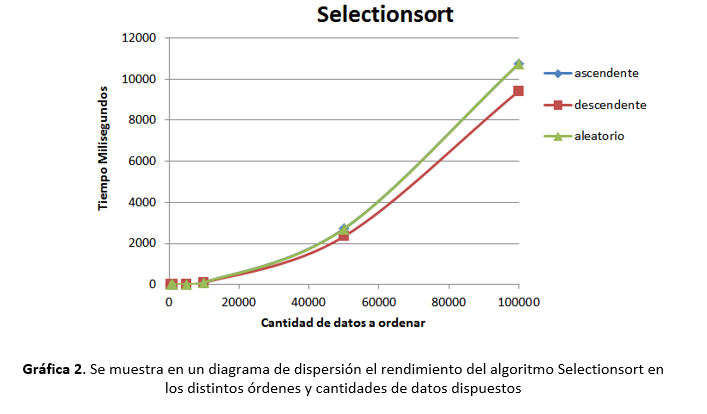 Selectionsort
12000
10000
8000
6000
4000
2000
0
Tiempo Milisegundos
0
20000
40000
60000
80000
100000
Cantidad de datos a ordenar
ascendente
descendente
aleatorio
Gráfica 2. Se muestra en un diagrama de dispersión el rendimiento del algoritmo Selectionsort en
los distintos órdenes y cantidades de datos dispuestos